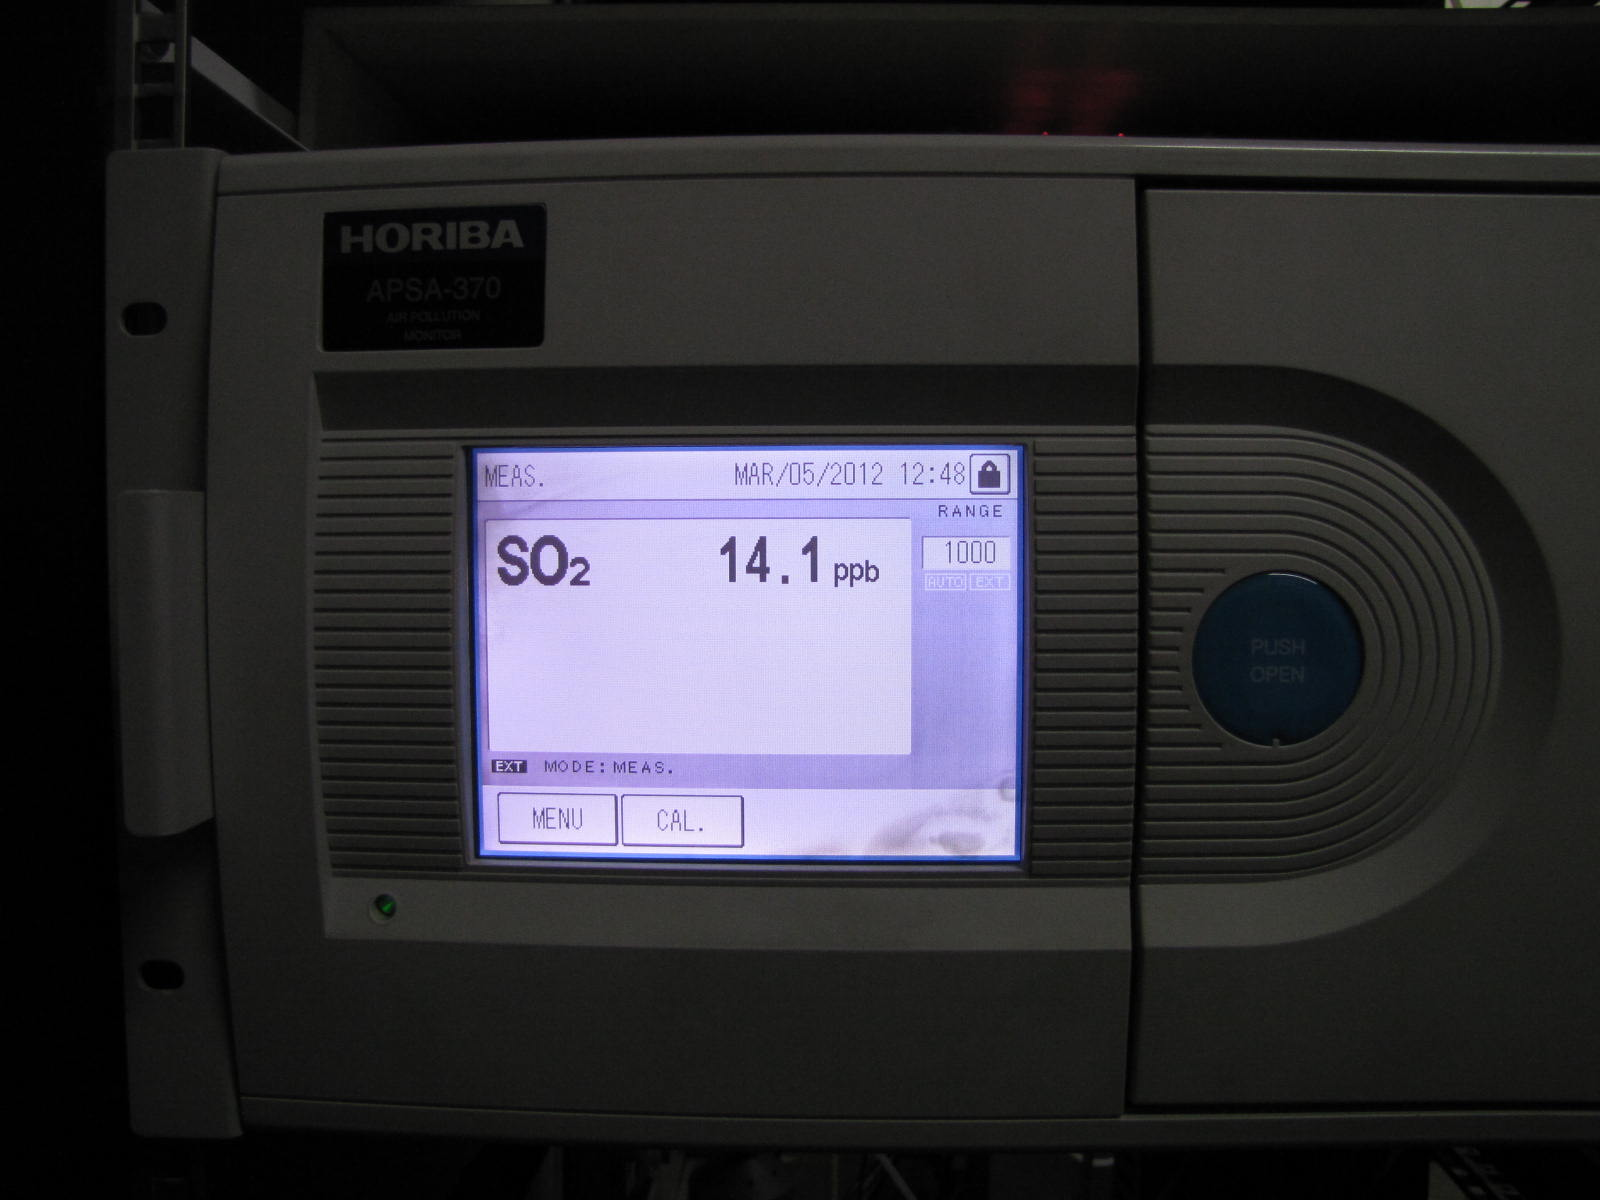 HORIBA
APSA-370
AIR POLLUTION
MONITOR
MEAS. MAR/05/2012 12:48
RANGE
SO2 14.1 ppb 1000
AUTO EXT
EXT MODE:MEAS.
MENU CAL.
PUSH
OPEN